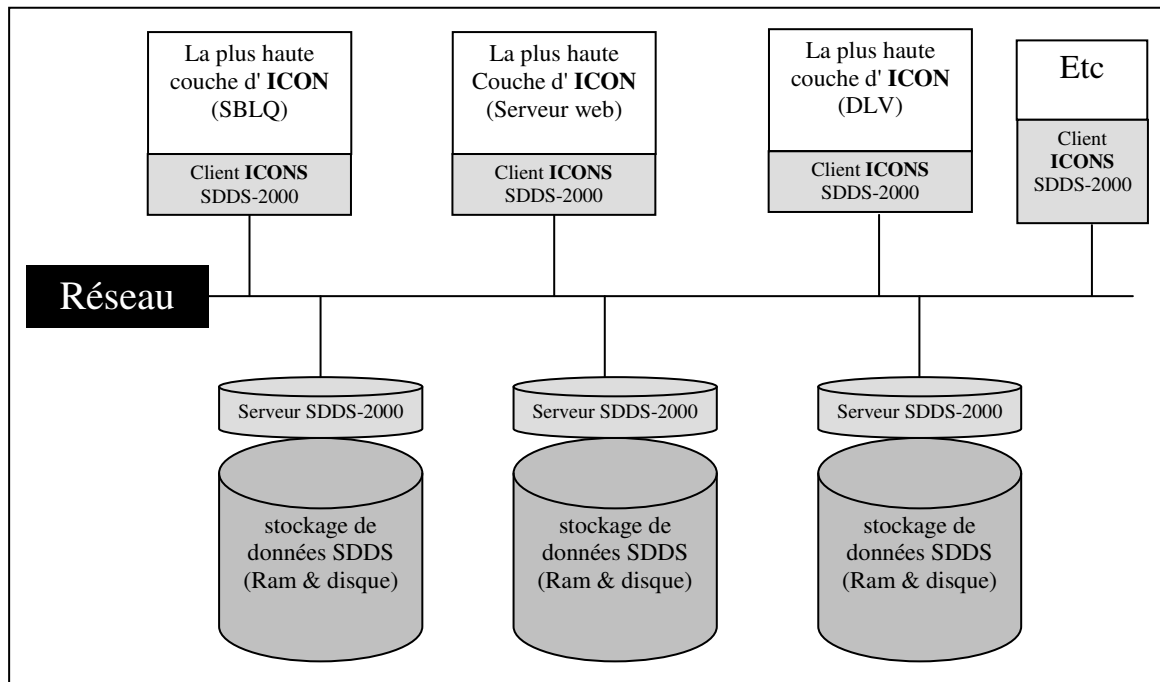 La plus haute
couche d' ICON
(SBLQ)
Client ICONS
SDDS-2000
La plus haute
Couche d' ICON
(Serveur web)
Client ICONS
SDDS-2000
La plus haute
couche d' ICON
(DLV)
Client ICONS
SDDS-2000
Etc
Client
ICONS
SDDS-2000
Réseau
Serveur SDDS-2000
Serveur SDDS-2000
Serveur SDDS-2000
stockage de
données SDDS
(Ram & disque)
stockage de
données SDDS
(Ram & disque)
stockage de
données SDDS
(Ram & disque)